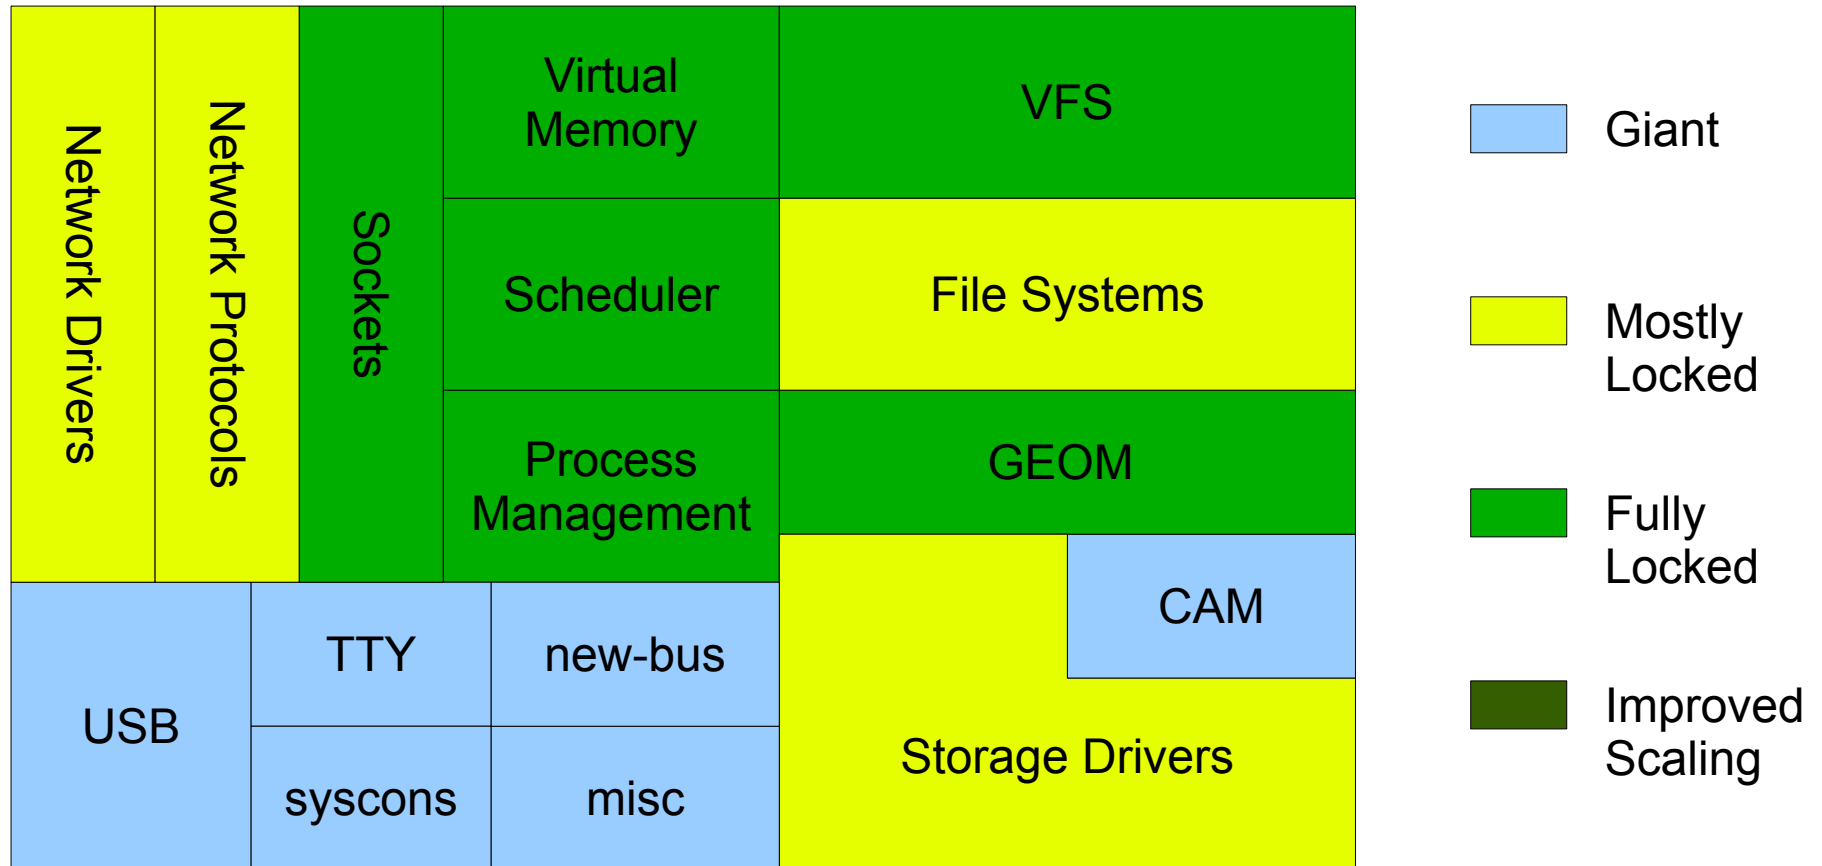 Network Drivers
Network Protocols
Sockets
Virtual
Memory
VFS
Scheduler
File Systems
Process
Management
GEOM
CAM
USB
TTY
new-bus
syscons
misc
Storage Drivers
Giant
Mostly
Locked
Fully
Locked
Improved
Scaling